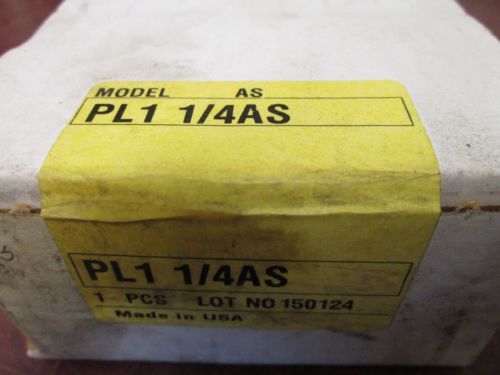 MODEL AS
PL1 1/4AS
PL1 1/4AS
1 PCS LOT NO 150124
Made in USA